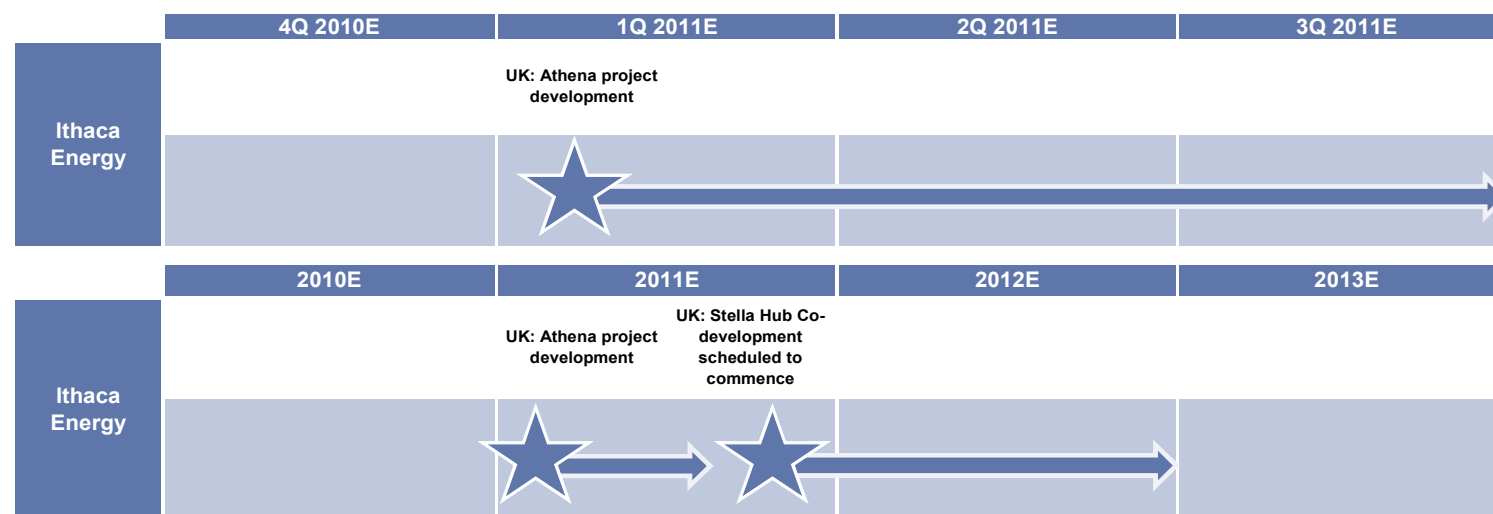 4Q 2010E 1Q 2011E 2Q 2011E 3Q 2011E
UK: Athena project
development
Ithaca
Energy
2010E 2011E 2012E 2013E
UK: Athena project
development
UK: Stella Hub Co-
development
scheduled to
commence
Ithaca
Energy